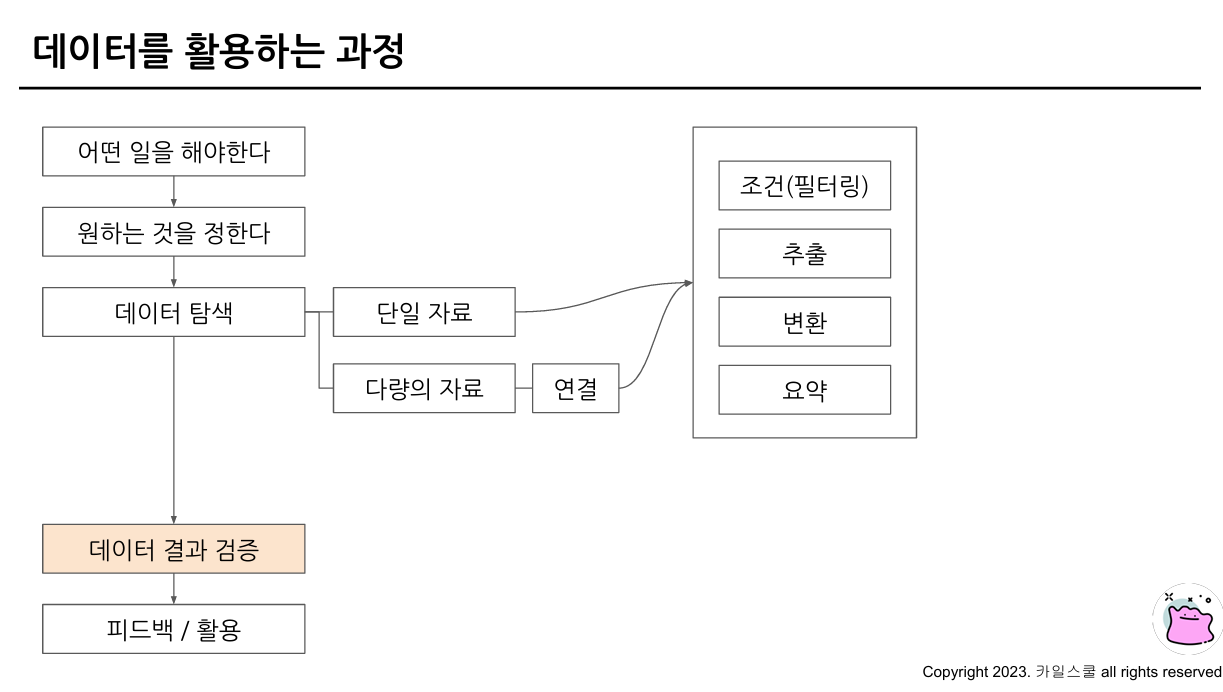 데이터를 활용하는 과정
어떤 일을 해야한다
원하는 것을 정한다
데이터 탐색
단일 자료
다량의 자료
연결
조건(필터링)
추출
변환
요약
데이터 결과 검증
피드백 / 활용
Copyright 2023. 카일스쿨 all rights reserved